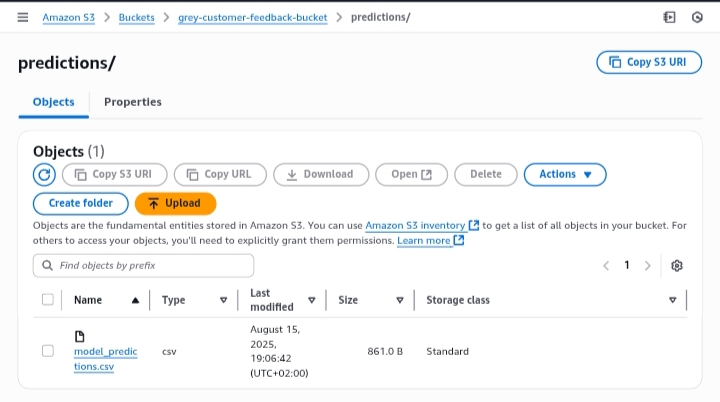 Amazon S3 > Buckets > grey-customer-feedback-bucket > predictions/
predictions/
Copy S3 URI
Objects Properties
Objects (1)
Copy S3 URI Copy URL Download Open Delete Actions
Create folder Upload
Objects are the fundamental entities stored in Amazon S3. You can use Amazon S3 inventory to get a list of all objects in your bucket. For
others to access your objects, you'll need to explicitly grant them permissions. Learn more
Find objects by prefix
1
Name Type Last modified Size Storage class
model_predic
tions.csv
csv
August 15,
2025,
19:06:42
(UTC+02:00)
861.0 B
Standard